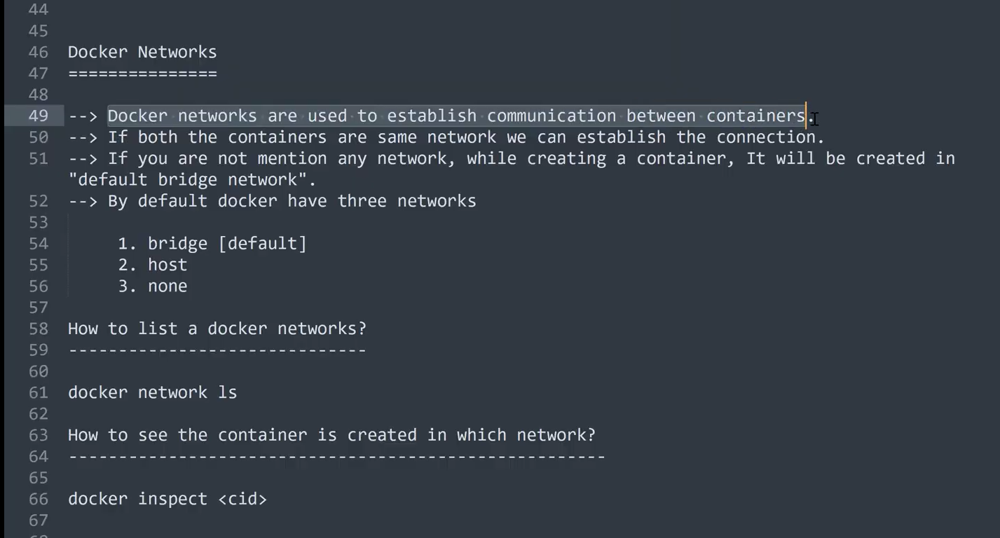 44
45
46 Docker Networks
47 ===============
48
49 --> Docker networks are used to establish communication between containers.
50 --> If both the containers are same network we can establish the connection.
51 --> If you are not mention any network, while creating a container, It will be created in
"default bridge network".
52 --> By default docker have three networks
53
54 1. bridge [default]
55 2. host
56 3. none
57
58 How to list a docker networks?
59 ------------------------------
60
61 docker network ls
62
63 How to see the container is created in which network?
64 ------------------------------------------------------
65
66 docker inspect <cid>
67